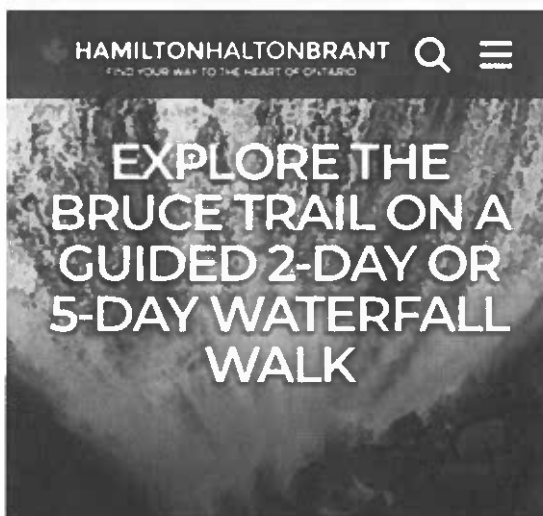 HAMILTONHALTONBRANT
FIND YOUR WAY TO THE HEART OF ONTARIO
EXPLORE THE
BRUCE TRAIL ON A
GUIDED 2-DAY OR
5-DAY WATERFALL
WALK